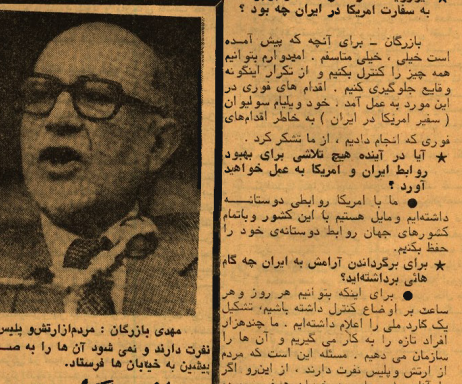 به سفارت امریکا در ایران چه بود ؟
بازرگان – برای آنچه که پیش آمده
است خیلی ، خیلی متاسفم . امیدوارم بتوانیم
همه چیز را کنترل بکنیم و از تکرار اینگونه
وقایع جلوگیری کنیم . اقدام های فوری در
این مورد به عمل آمد . خود ویلیام سولیوان
( سفیر امریکا در ایران ) به خاطر اقدام‌های
فوری که انجام دادیم ، از ما تشکر کرد .
★ آیا در آینده هیچ تلاشی برای بهبود
روابط ایران و امریکا به عمل خواهید
آورد ؟
● ما با امریکا روابطی دوستانه
داشته‌ایم و مایل هستیم با این کشور و باتمام
کشورهای جهان روابط دوستانه‌ی خود را
حفظ بکنیم.
★ برای برگرداندن آرامش به ایران چه گام
هائی برداشته‌اید؟
● برای اینکه بتوانیم هر روز وهر
ساعت بر اوضاع کنترل داشته باشیم، تشکیل
یک گارد ملی را اعلام داشته‌ایم . ما چندهزار
افراد تازه را به کار می گیریم و آن ها را
سازمان می دهیم . مسئله این است که مردم
از ارتش وپلیس نفرت دارند ، از این‌رو اگر
مهدی بازرگان : مردم‌ازارتش‌و پلیس
نفرت دارند و نمی شود آن ها را به
به خیابان ها فرستاد.